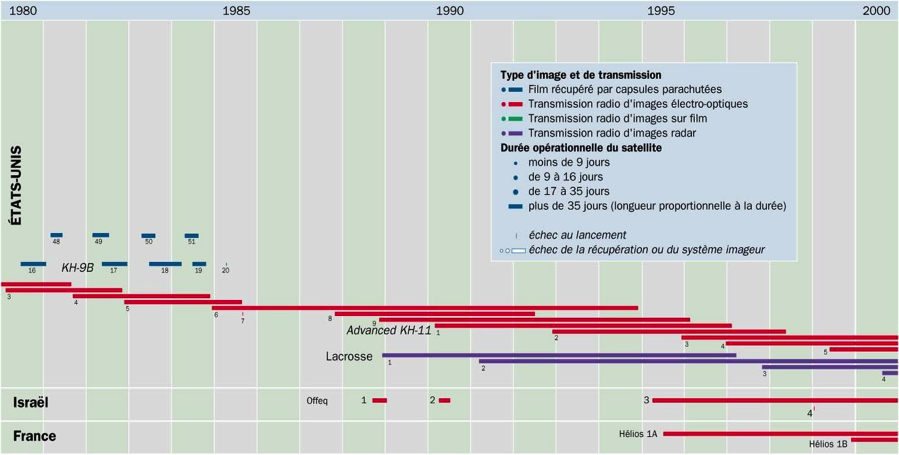 1980 1985 1990 1995 2000
Type d'image et de transmission
Film récupéré par capsules parachutées
Transmission radio d'images électro-optiques
Transmission radio d'images sur film
Transmission radio d'images radar
Durée opérationnelle du satellite
moins de 9 jours
de 9 à 16 jours
de 17 à 35 jours
plus de 35 jours (longueur proportionnelle à la durée)
échec au lancement
échec de la récupération ou du système imageur
ÉTATS-UNIS
48 49 50 51
16 KH-9B 17 18 19 20
3 4 5 6 7 8 9
Advanced KH-11 1 2 3 4 5
Lacrosse 1 2 3 4
Israël Offeq 1 2 3 4
France Hélios 1A
Hélios 1B